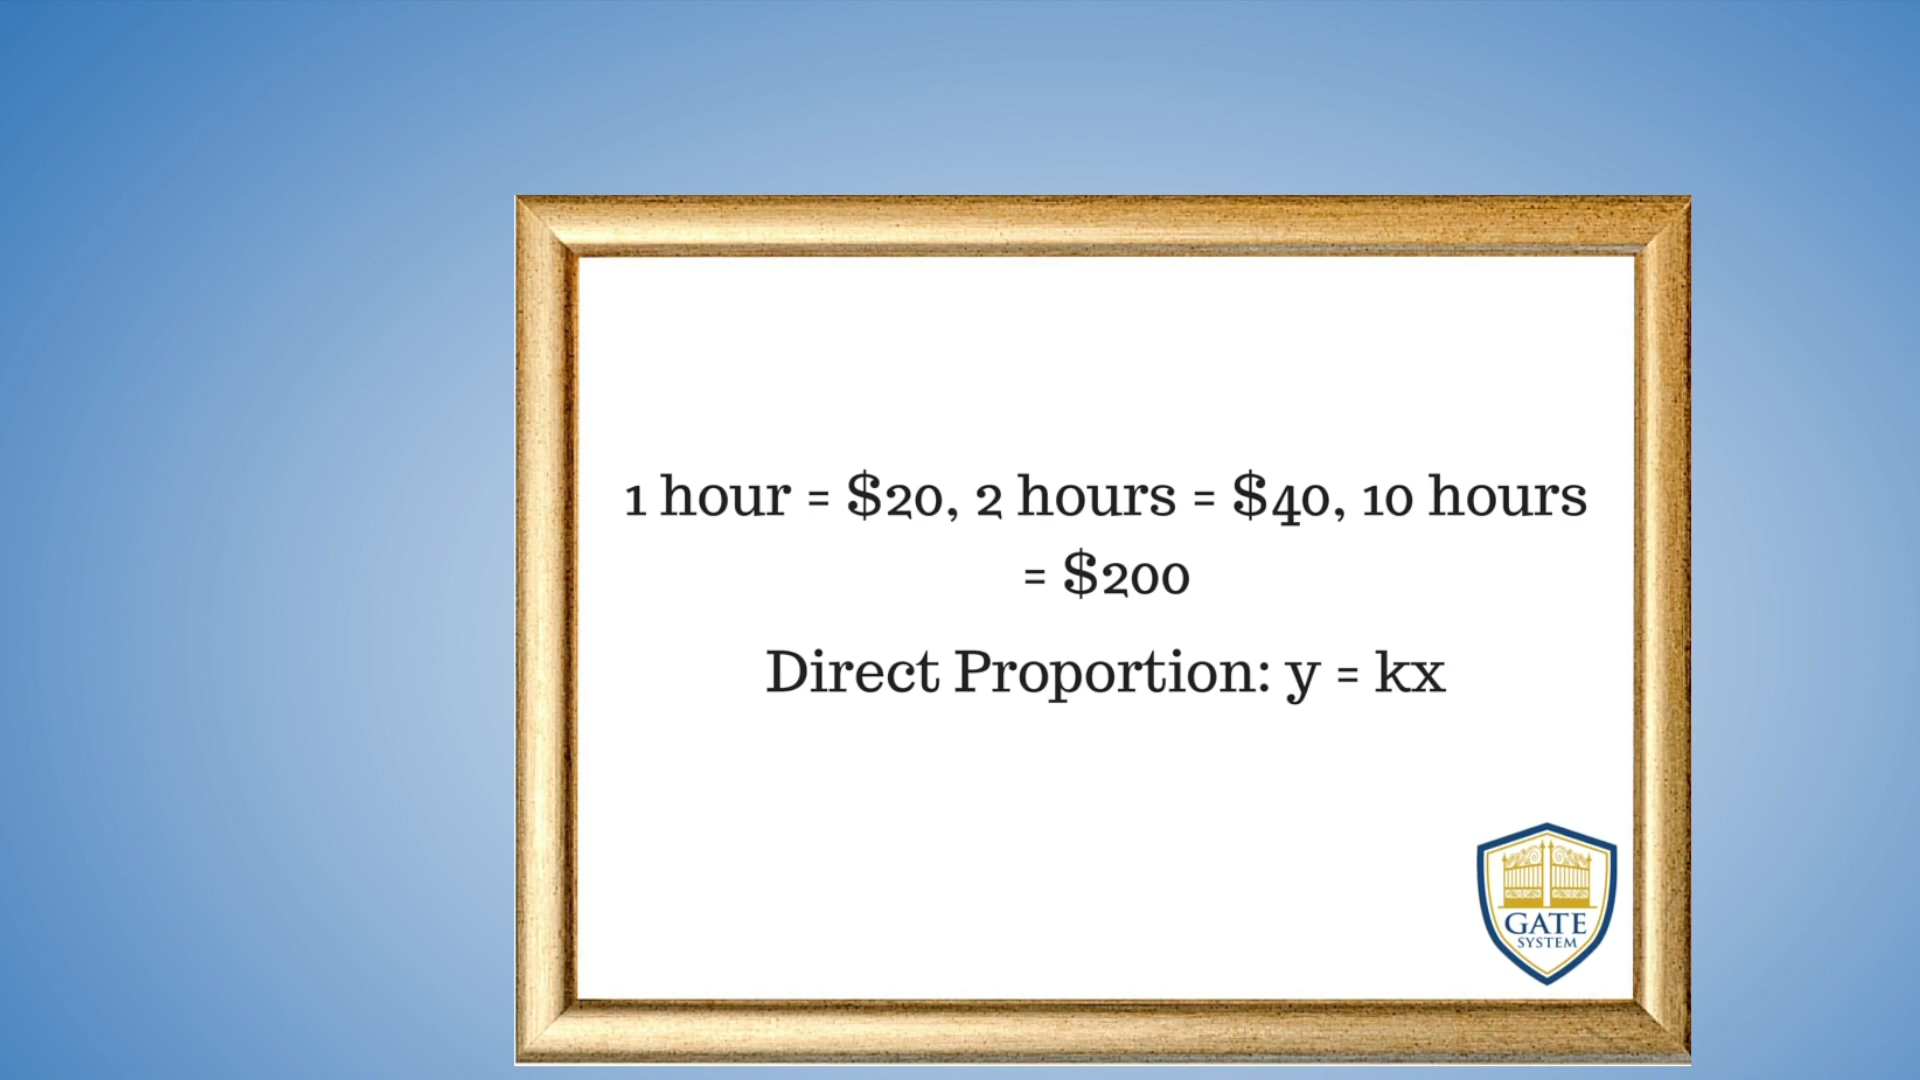 1 hour = $20, 2 hours = $40, 10 hours
= $200
Direct Proportion: y = kx
GATE
SYSTEM